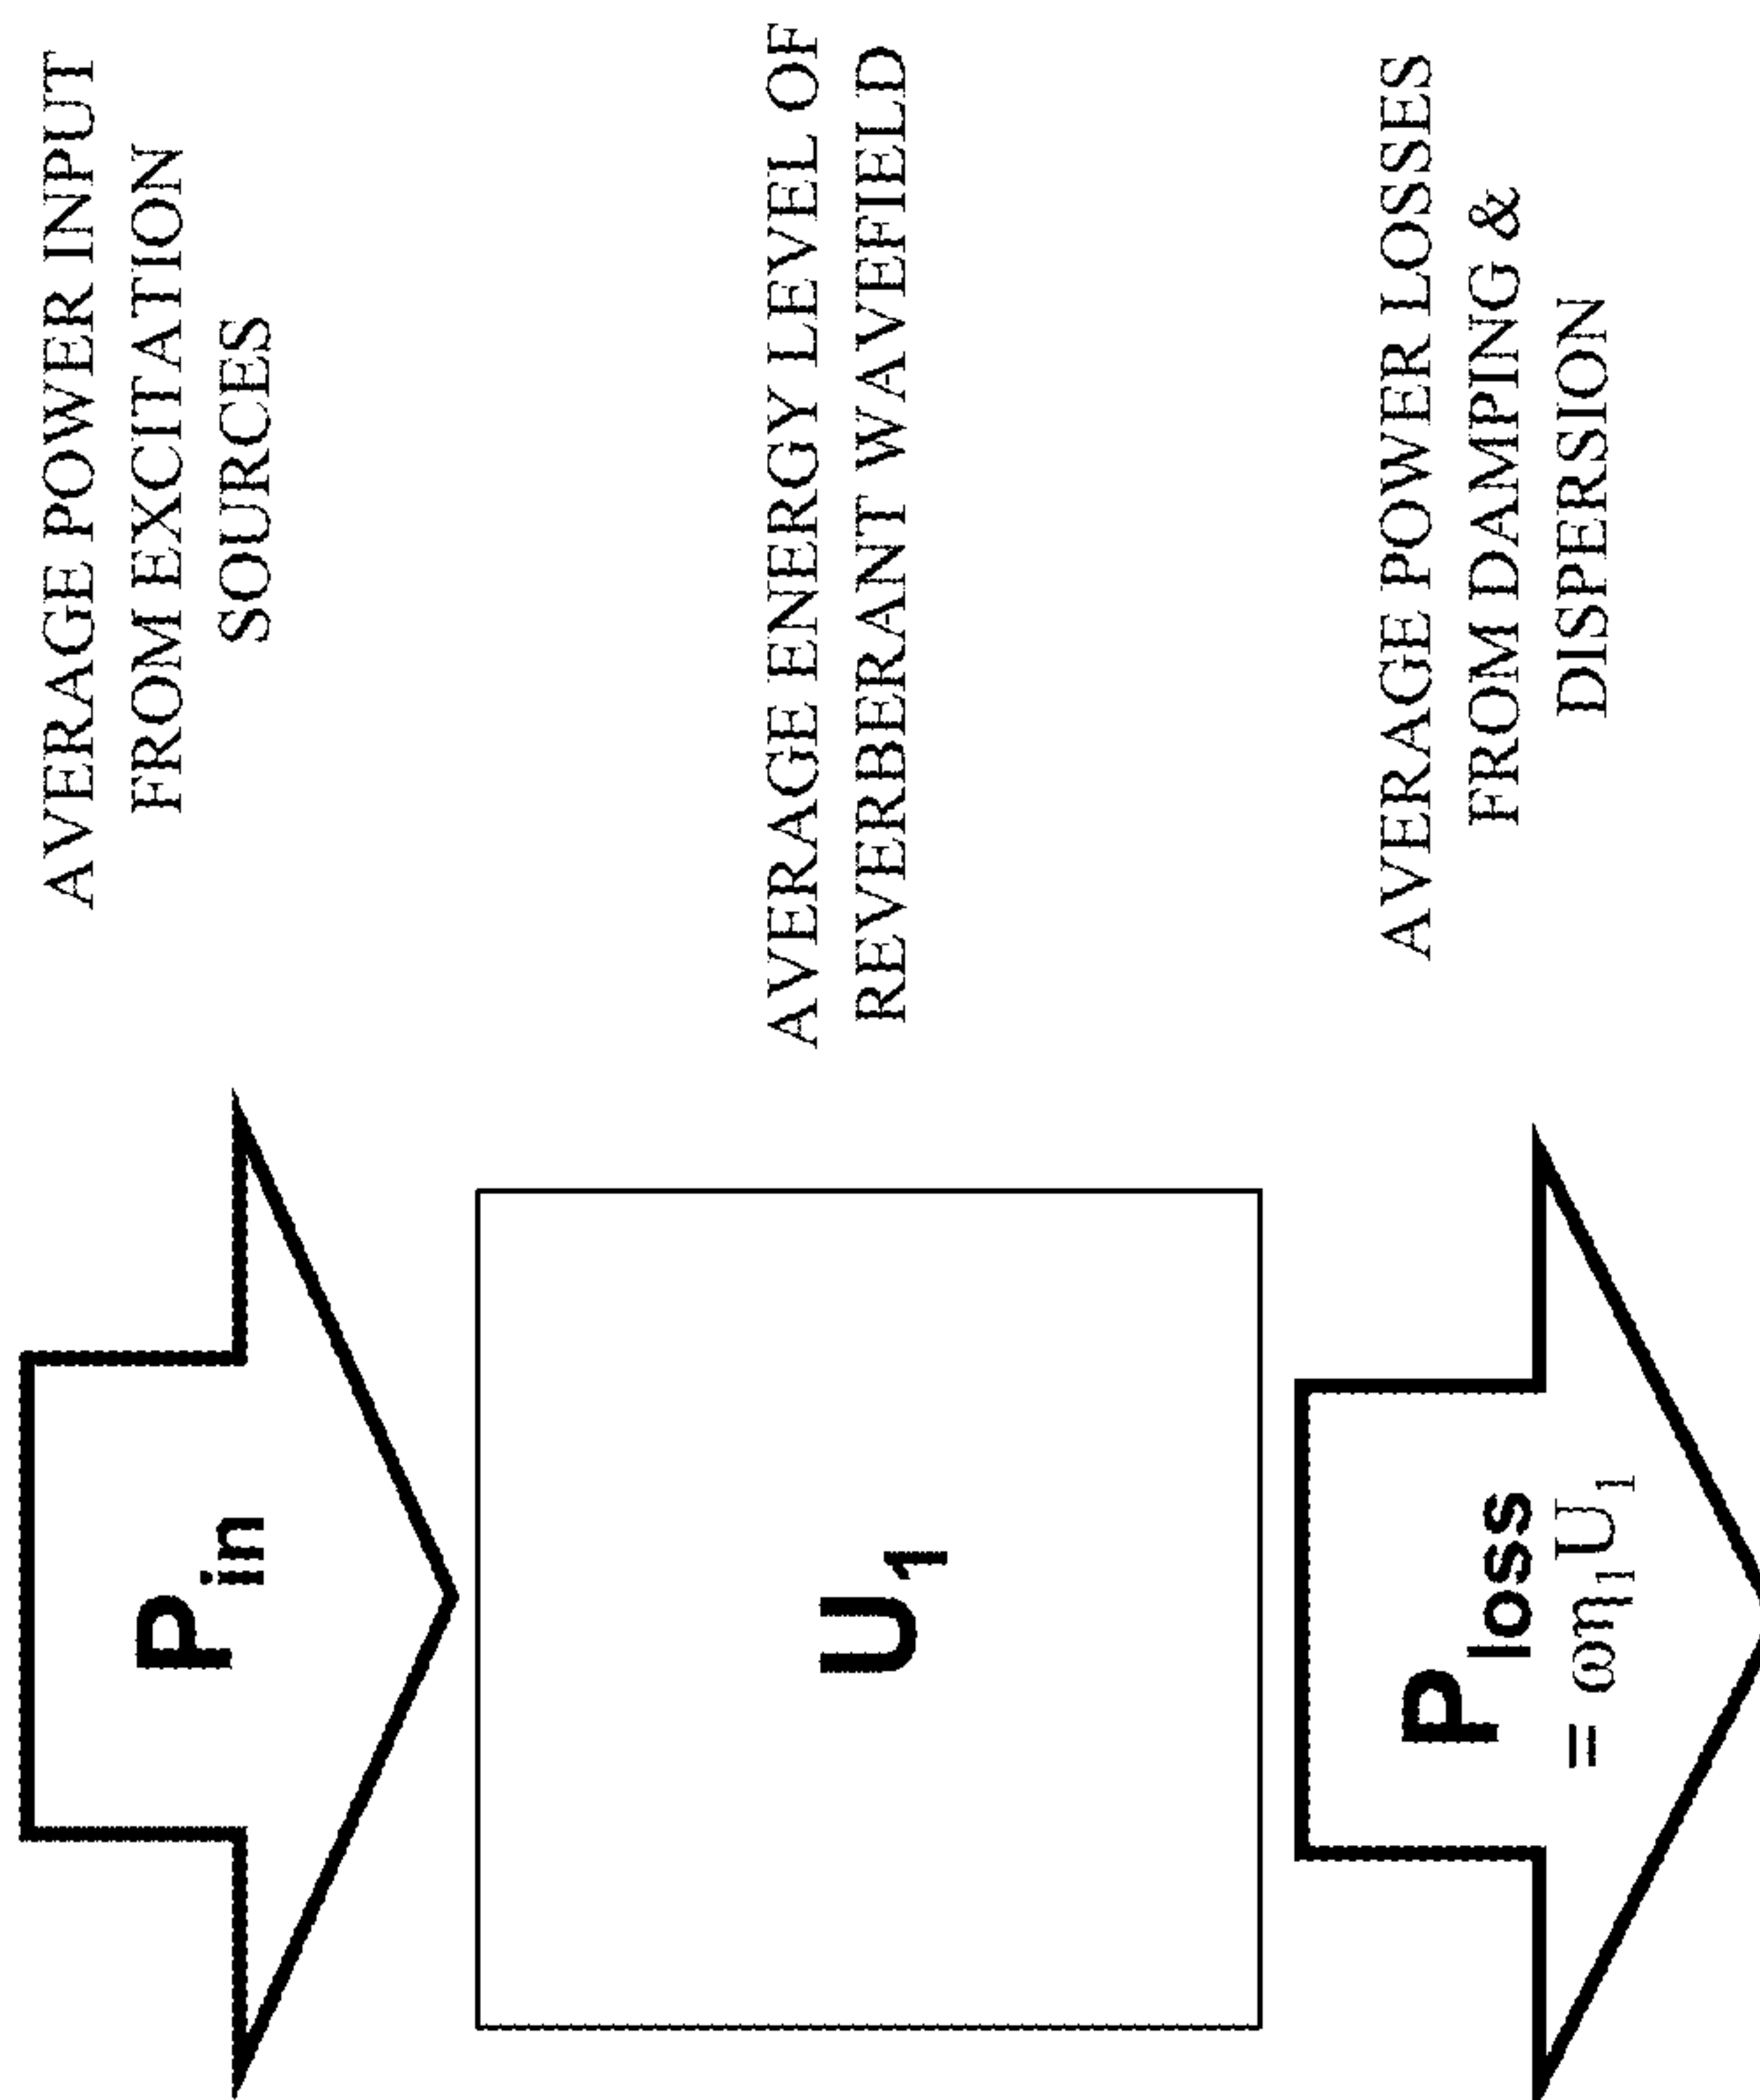 AVERAGE POWER INPUT
FROM EXCITATION
SOURCES
AVERAGE ENERGY LEVEL OF
REVERBERANT WAVEFIELD
AVERAGE POWER LOSSES
FROM DAMPING &
DISPERSION
Pin
U1
Ploss
= ωη1U1